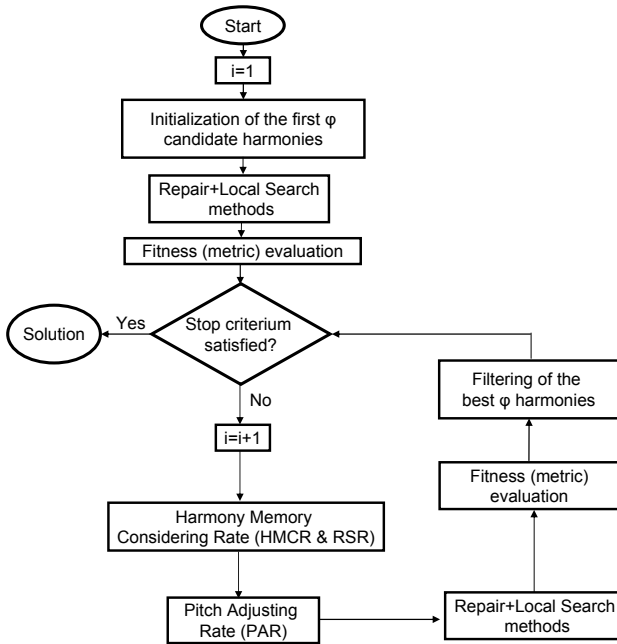 Start
i=1
Initialization of the first φ
candidate harmonies
Repair+Local Search
methods
Fitness (metric) evaluation
Stop criterium
satisfied?
Yes
Solution
No
i=i+1
Harmony Memory
Considering Rate (HMCR & RSR)
Pitch Adjusting
Rate (PAR)
Repair+Local Search
methods
Fitness (metric)
evaluation
Filtering of the
best φ harmonies